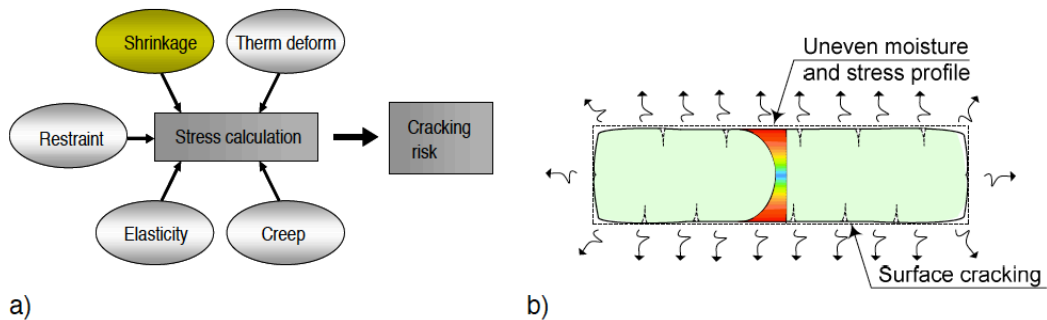 Shrinkage
Therm deform
Restraint
Stress calculation
Cracking
risk
Elasticity
Creep
a)
Uneven moisture
and stress profile
Surface cracking
b)